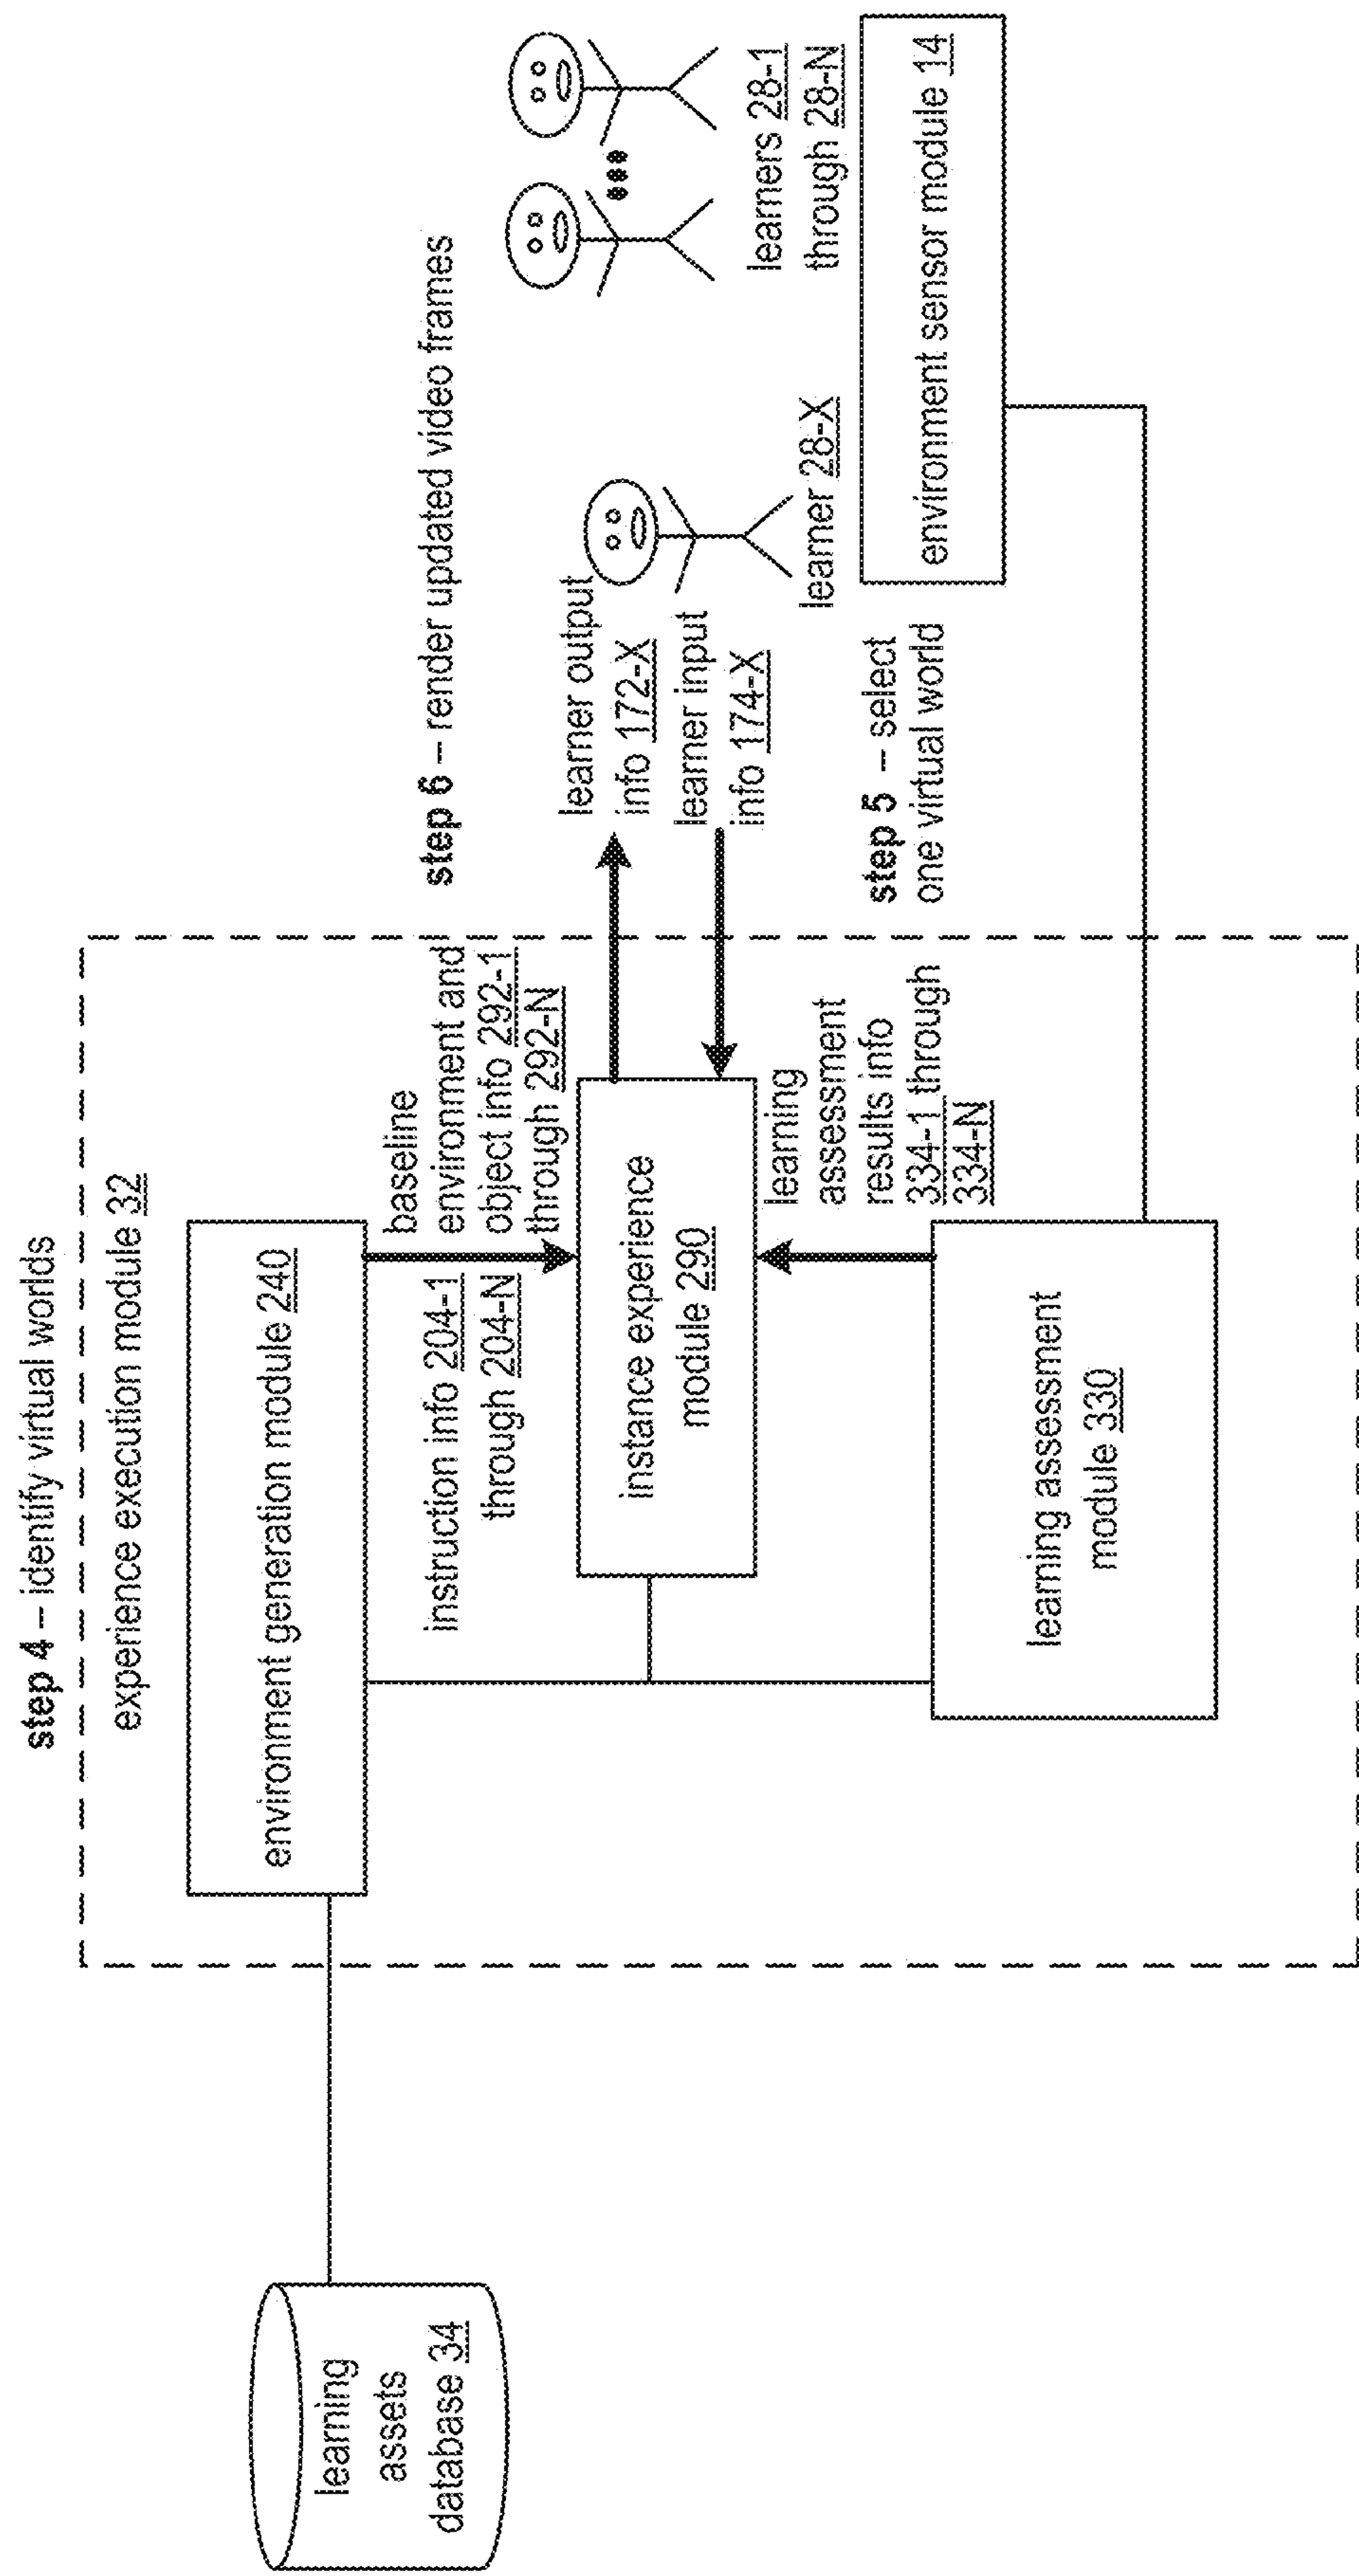 step 4 – identify virtual worlds
experience execution module 32
learning
assets
database 34
environment generation module 240
instruction info 204-1
through 204-N
baseline
environment and
object info 292-1
through 292-N
instance experience
module 290
learning
assessment
results info
334-1 through
334-N
learning assessment
module 330
step 6 – render updated video frames
learner output
info 172-X
learner input
info 174-X
learner 28-X
learners 28-1
through 28-N
step 5 – select
one virtual world
environment sensor module 14